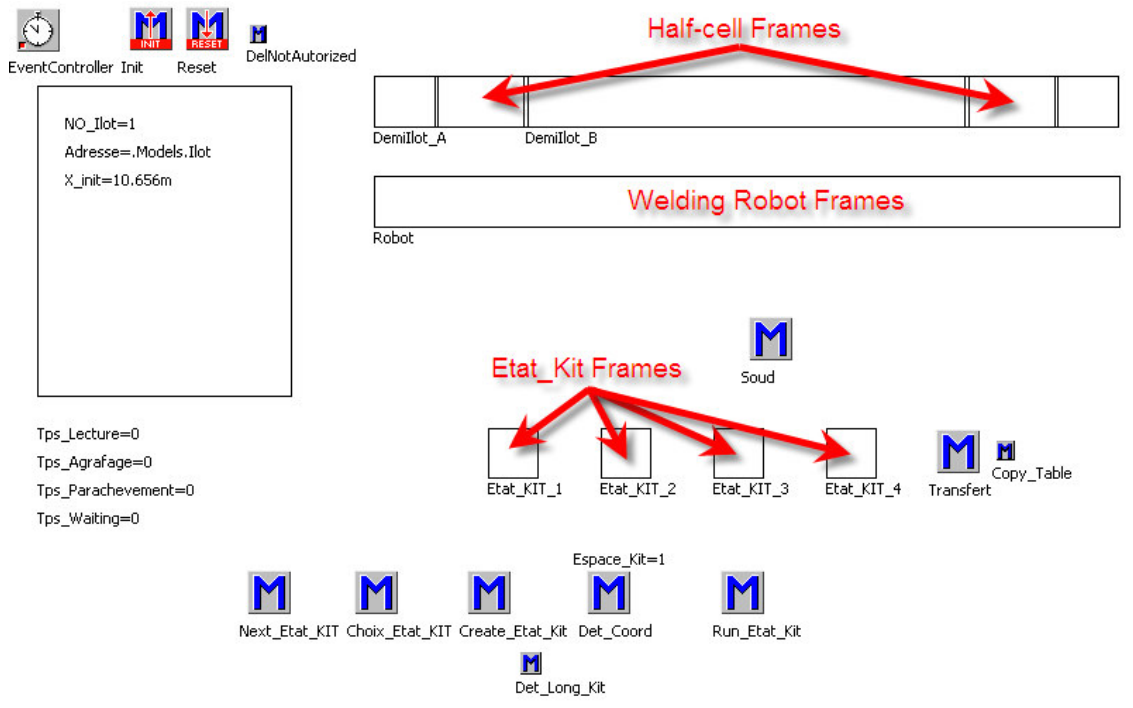 Half-cell Frames
INIT
RESET
DelNotAutorized
EventController Init Reset
NO_Ilot=1
Adresse=.Models.Ilot
X_init=10.656m
DemiIlot_A DemiIlot_B
Welding Robot Frames
Robot
Etat_Kit Frames
Soud
Tps_Lecture=0
Tps_Agrafage=0
Tps_Parachevement=0
Tps_Waiting=0
Etat_KIT_1 Etat_KIT_2 Etat_KIT_3 Etat_KIT_4 Transfert
Copy_Table
Espace_Kit=1
Next_Etat_KIT Choix_Etat_KIT Create_Etat_Kit Det_Coord Run_Etat_Kit
Det_Long_Kit